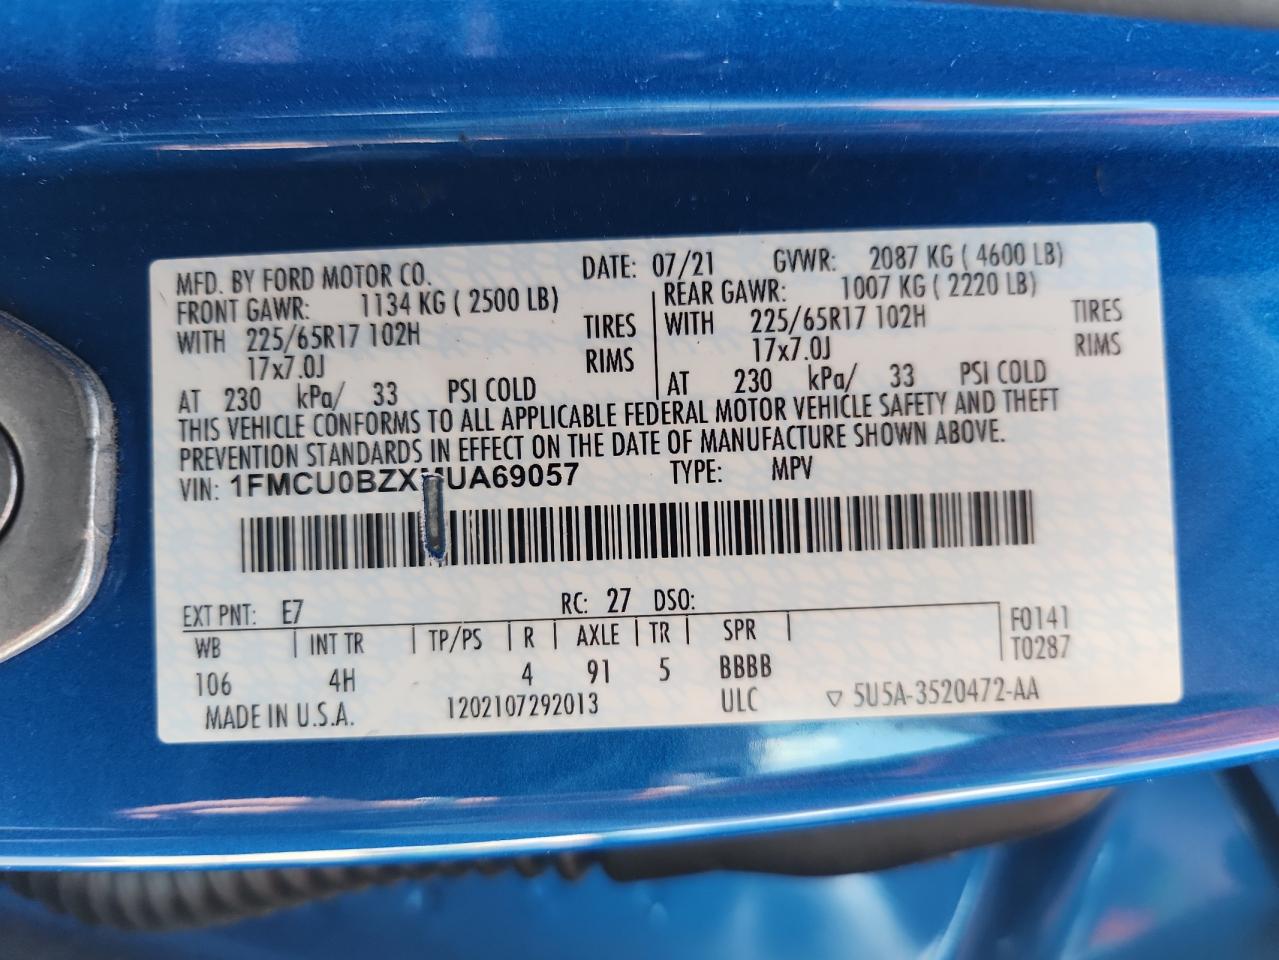 MFD. BY FORD MOTOR CO. DATE: 07/21 GVWR: 2087 KG ( 4600 LB)
FRONT GAWR: 1134 KG ( 2500 LB) REAR GAWR: 1007 KG ( 2220 LB)
WITH 225/65R17 102H TIRES WITH 225/65R17 102H TIRES
17x7.0J RIMS 17x7.0J RIMS
AT 230 kPa/ 33 PSI COLD AT 230 kPa/ 33 PSI COLD
THIS VEHICLE CONFORMS TO ALL APPLICABLE FEDERAL MOTOR VEHICLE SAFETY AND THEFT
PREVENTION STANDARDS IN EFFECT ON THE DATE OF MANUFACTURE SHOWN ABOVE.
VIN: 1FMCU0BZXMUA69057 TYPE: MPV
EXT PNT: E7 RC: 27 DSO:
WB INT TR TP/PS R AXLE TR SPR F0141
T0287
106 4H 4 91 5 BBBB
MADE IN U.S.A. 1202107292013 ULC ▽ 5U5A-3520472-AA